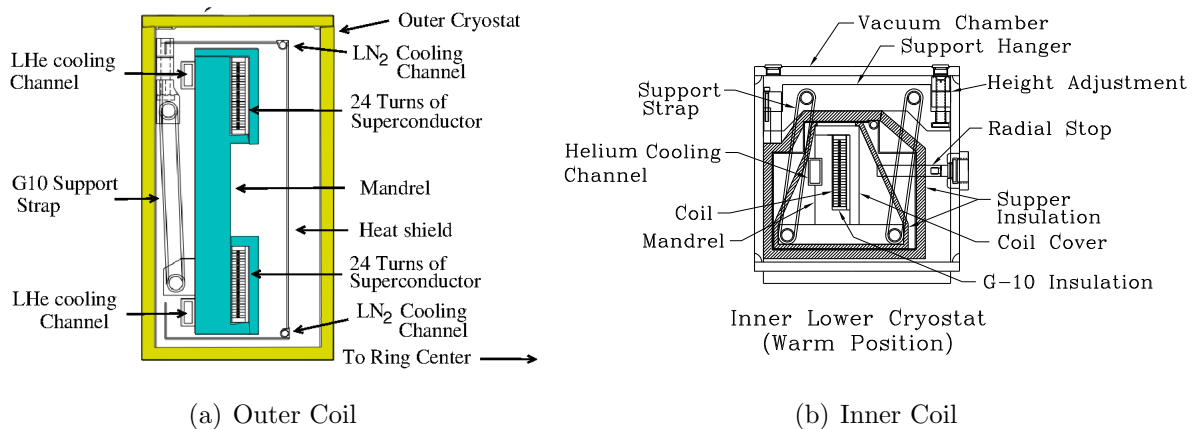 Outer Cryostat
LHe cooling
Channel
LN2 Cooling
Channel
24 Turns of
Superconductor
G10 Support
Strap
Mandrel
Heat shield
24 Turns of
Superconductor
LHe cooling
Channel
LN2 Cooling
Channel
To Ring Center
(a) Outer Coil
Vacuum Chamber
Support Hanger
Support
Strap
Height Adjustment
Radial Stop
Helium Cooling
Channel
Coil
Mandrel
Supper
Insulation
Coil Cover
G-10 Insulation
Inner Lower Cryostat
(Warm Position)
(b) Inner Coil